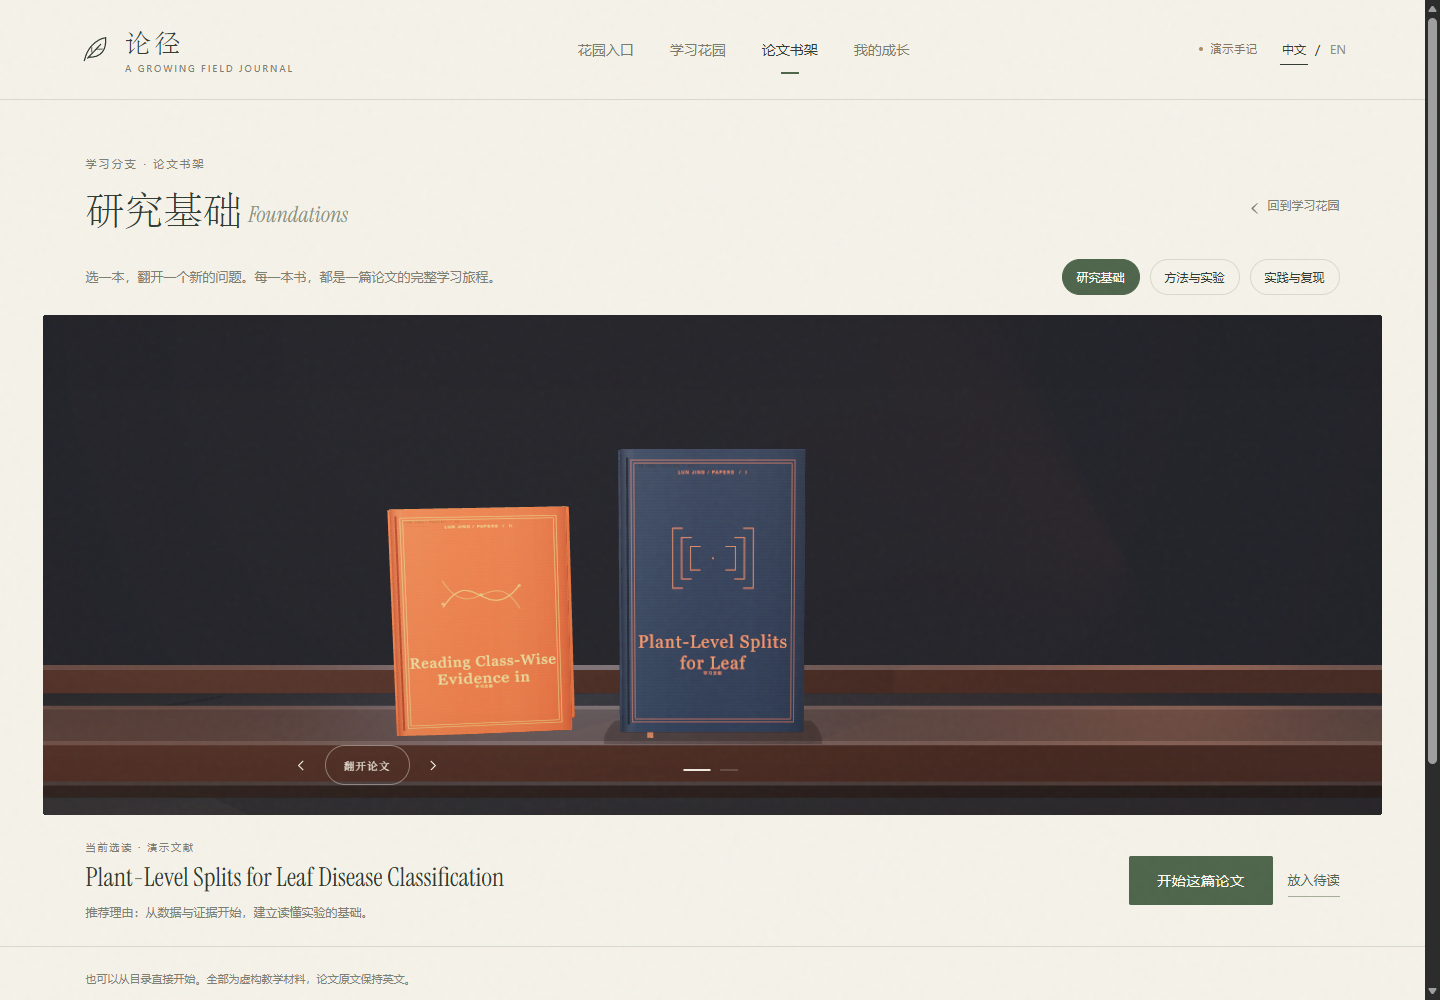 论径
A GROWING FIELD JOURNAL
花园入口
学习花园
论文书架
我的成长
演示手记
中文 / EN
学习分支 · 论文书架
研究基础 Foundations
回到学习花园
选一本，翻开一个新的问题。每一本书，都是一篇论文的完整学习旅程。
研究基础
方法与实验
实践与复现
LUN JING / PAPERS / II
Reading Class-Wise
Evidence in
学习文献
LUN JING / PAPERS / I
Plant-Level Splits
for Leaf
学习文献
翻开论文
当前选读 · 演示文献
Plant-Level Splits for Leaf Disease Classification
推荐理由：从数据与证据开始，建立读懂实验的基础。
开始这篇论文
放入待读
也可以从目录直接开始。全部为虚构教学材料，论文原文保持英文。